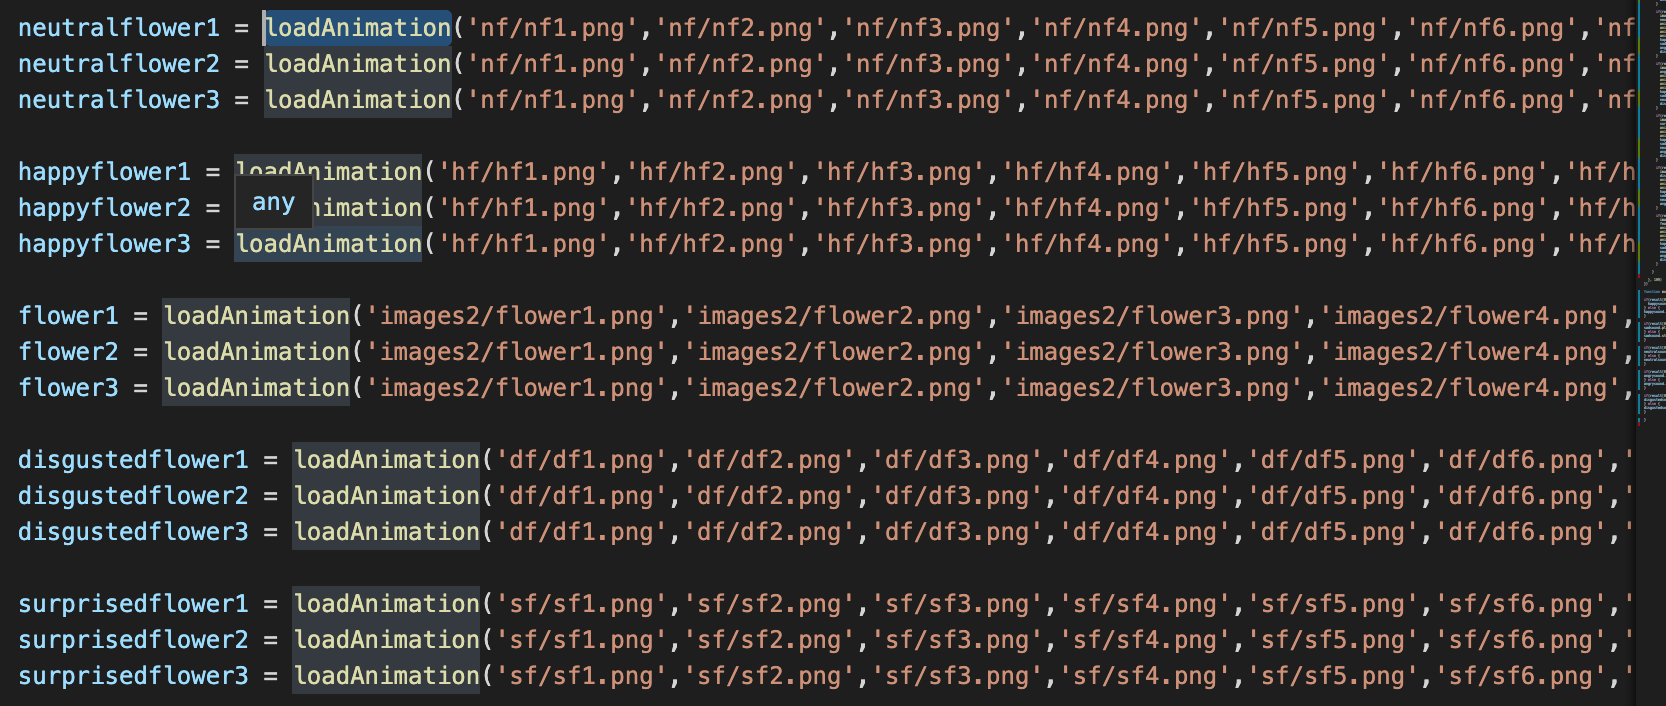 neutralflower1 = loadAnimation('nf/nf1.png','nf/nf2.png','nf/nf3.png','nf/nf4.png','nf/nf5.png','nf/nf6.png','nf
neutralflower2 = loadAnimation('nf/nf1.png','nf/nf2.png','nf/nf3.png','nf/nf4.png','nf/nf5.png','nf/nf6.png','nf
neutralflower3 = loadAnimation('nf/nf1.png','nf/nf2.png','nf/nf3.png','nf/nf4.png','nf/nf5.png','nf/nf6.png','nf
happyflower1 = loadAnimation('hf/hf1.png','hf/hf2.png','hf/hf3.png','hf/hf4.png','hf/hf5.png','hf/hf6.png','hf/h
any
happyflower2 = nimation('hf/hf1.png','hf/hf2.png','hf/hf3.png','hf/hf4.png','hf/hf5.png','hf/hf6.png','hf/h
happyflower3 = loadAnimation('hf/hf1.png','hf/hf2.png','hf/hf3.png','hf/hf4.png','hf/hf5.png','hf/hf6.png','hf/h
flower1 = loadAnimation('images2/flower1.png','images2/flower2.png','images2/flower3.png','images2/flower4.png',
flower2 = loadAnimation('images2/flower1.png','images2/flower2.png','images2/flower3.png','images2/flower4.png',
flower3 = loadAnimation('images2/flower1.png','images2/flower2.png','images2/flower3.png','images2/flower4.png',
disgustedflower1 = loadAnimation('df/df1.png','df/df2.png','df/df3.png','df/df4.png','df/df5.png','df/df6.png','
disgustedflower2 = loadAnimation('df/df1.png','df/df2.png','df/df3.png','df/df4.png','df/df5.png','df/df6.png','
disgustedflower3 = loadAnimation('df/df1.png','df/df2.png','df/df3.png','df/df4.png','df/df5.png','df/df6.png','
surprisedflower1 = loadAnimation('sf/sf1.png','sf/sf2.png','sf/sf3.png','sf/sf4.png','sf/sf5.png','sf/sf6.png','
surprisedflower2 = loadAnimation('sf/sf1.png','sf/sf2.png','sf/sf3.png','sf/sf4.png','sf/sf5.png','sf/sf6.png','
surprisedflower3 = loadAnimation('sf/sf1.png','sf/sf2.png','sf/sf3.png','sf/sf4.png','sf/sf5.png','sf/sf6.png','